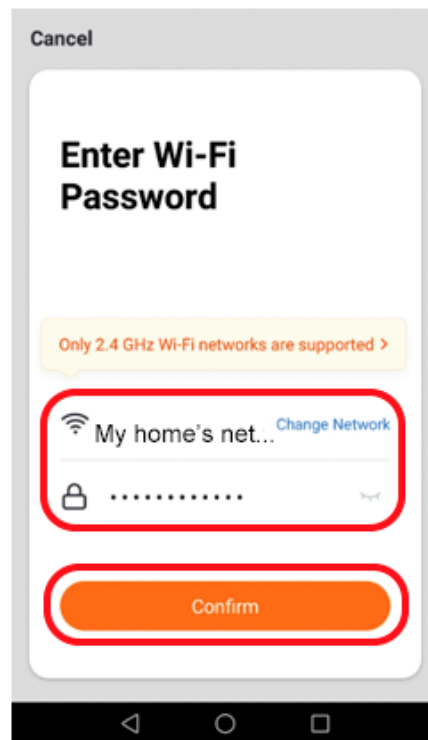 Cancel
Enter Wi-Fi
Password
Only 2.4 GHz Wi-Fi networks are supported >
My home's net... Change Network
••••••••••••
Confirm